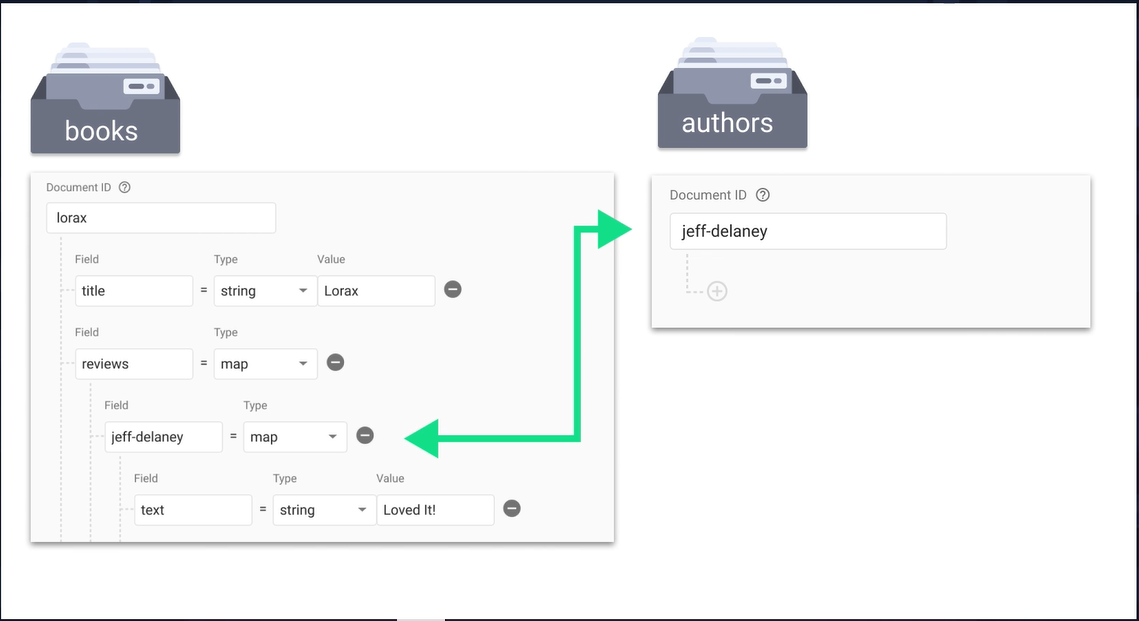 books
Document ID ?
lorax
Field Type Value
title = string Lorax
Field Type
reviews = map
Field Type
jeff-delaney = map
Field Type Value
text = string Loved It!
authors
Document ID ?
jeff-delaney